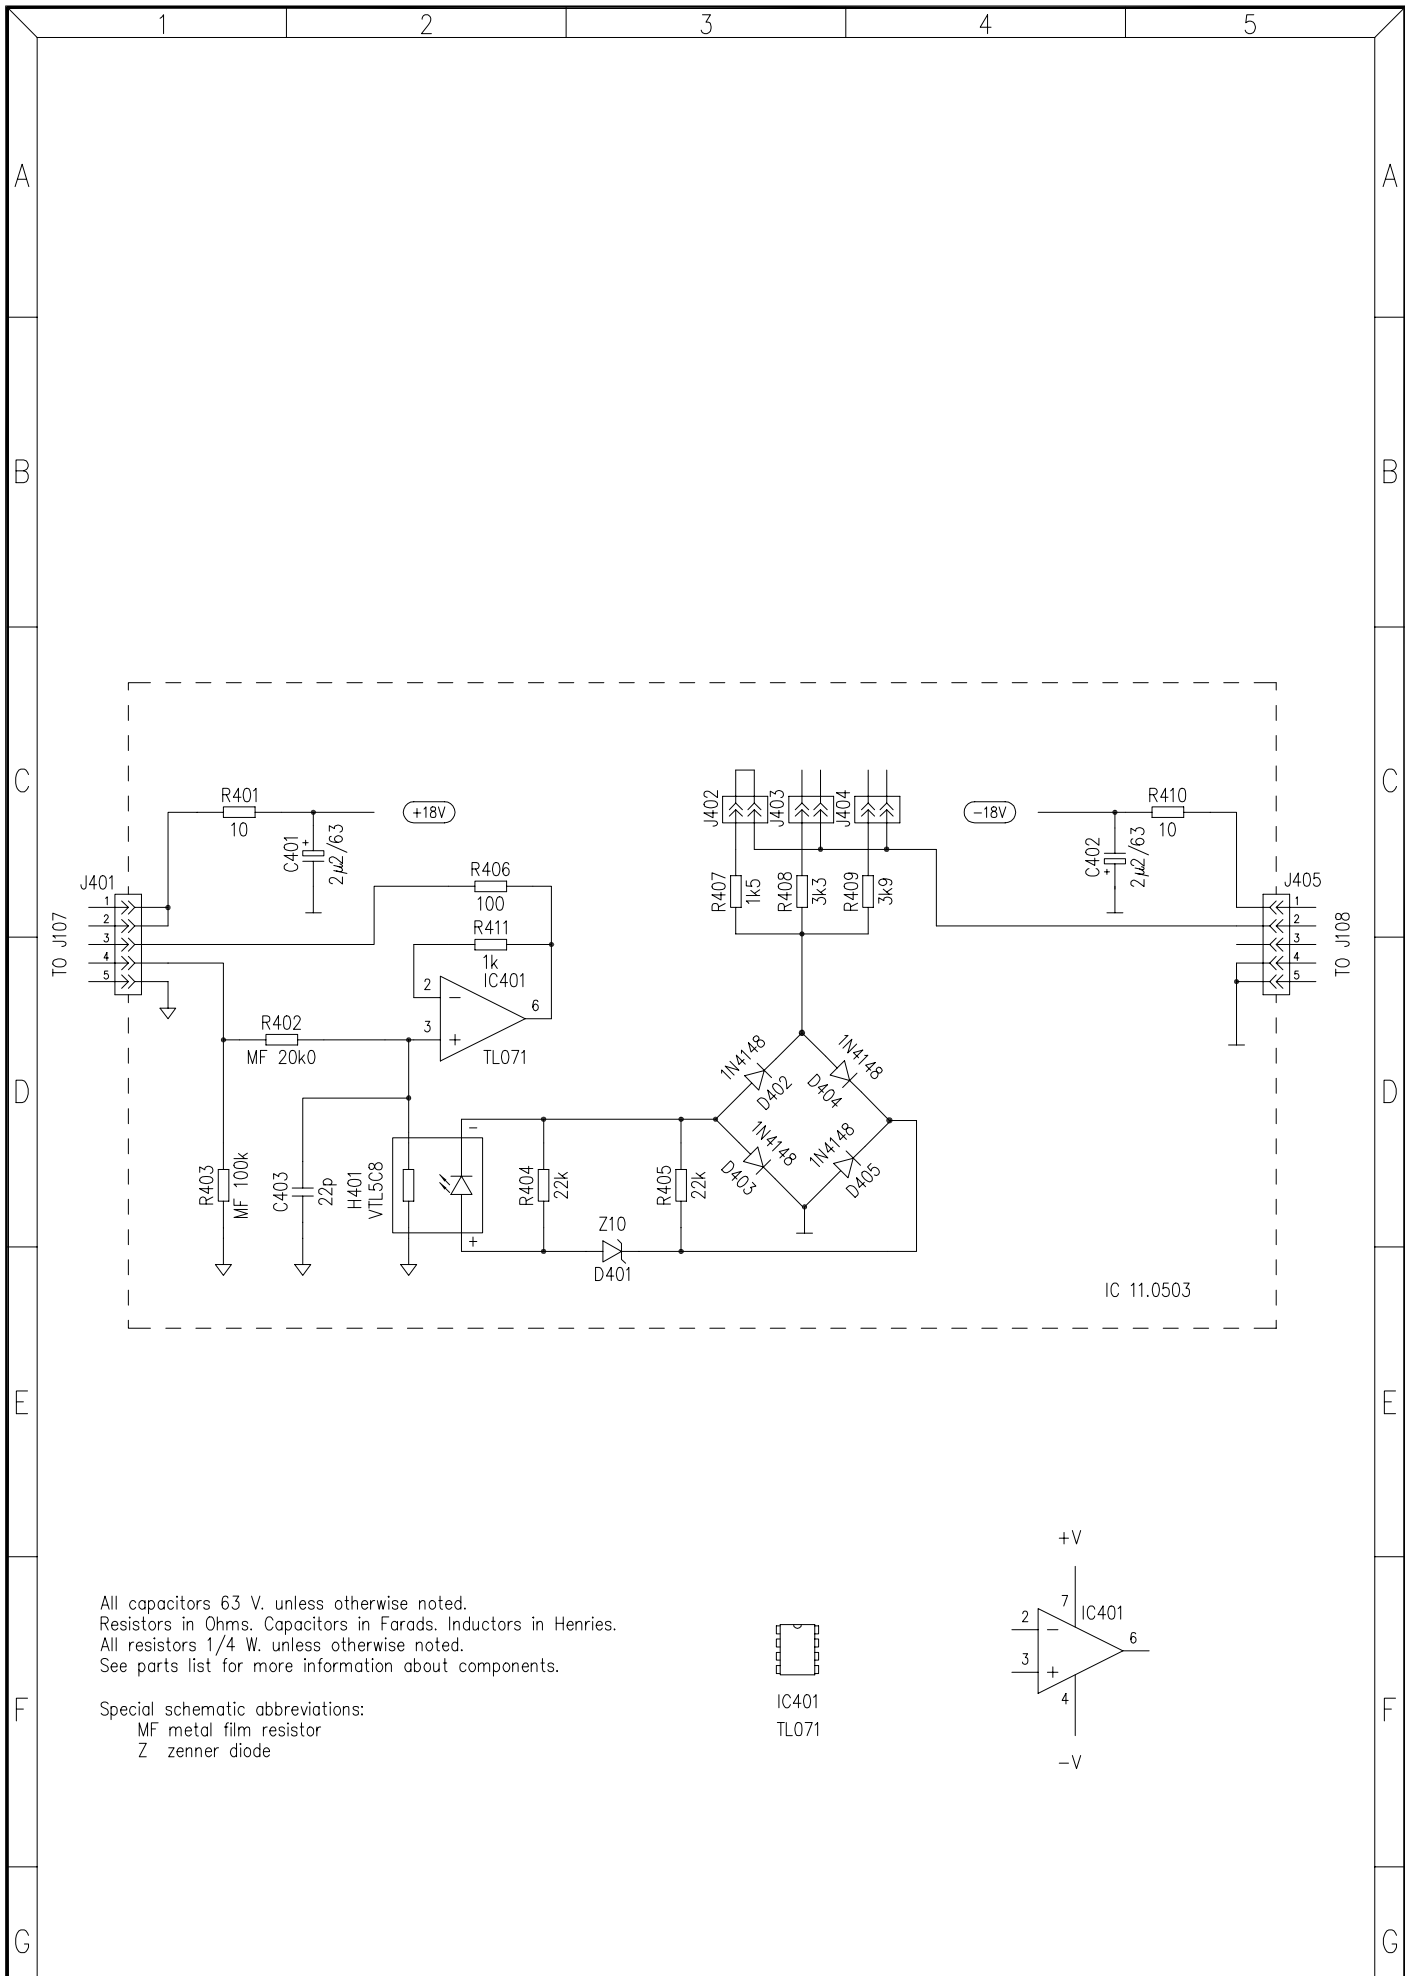 1 2 3 4 5
A A
B B
C C
D D
E E
F F
G G
R401
10
C401
+
2µ2/63
+18V
J402
J403
J404
-18V
R410
10
C402
+
2µ2/63
R406
100
R407
1k5
R408
3k3
R409
3k9
J401
1
2
3
4
5
TO J107
J405
1
2
3
4
5
TO J108
R411
1k
IC401
2
−
3
+
6
TL071
R402
MF 20k0
1N4148
D402
1N4148
D404
1N4148
D403
1N4148
D405
R403
MF 100k
C403
22p
H401
VTL5C8
−
+
R404
22k
R405
22k
Z10
D401
IC 11.0503
+V
7
IC401
2
−
3
+
6
4
−V
All capacitors 63 V. unless otherwise noted.
Resistors in Ohms. Capacitors in Farads. Inductors in Henries.
All resistors 1/4 W. unless otherwise noted.
See parts list for more information about components.
Special schematic abbreviations:
MF metal film resistor
Z zenner diode
IC401
TL071